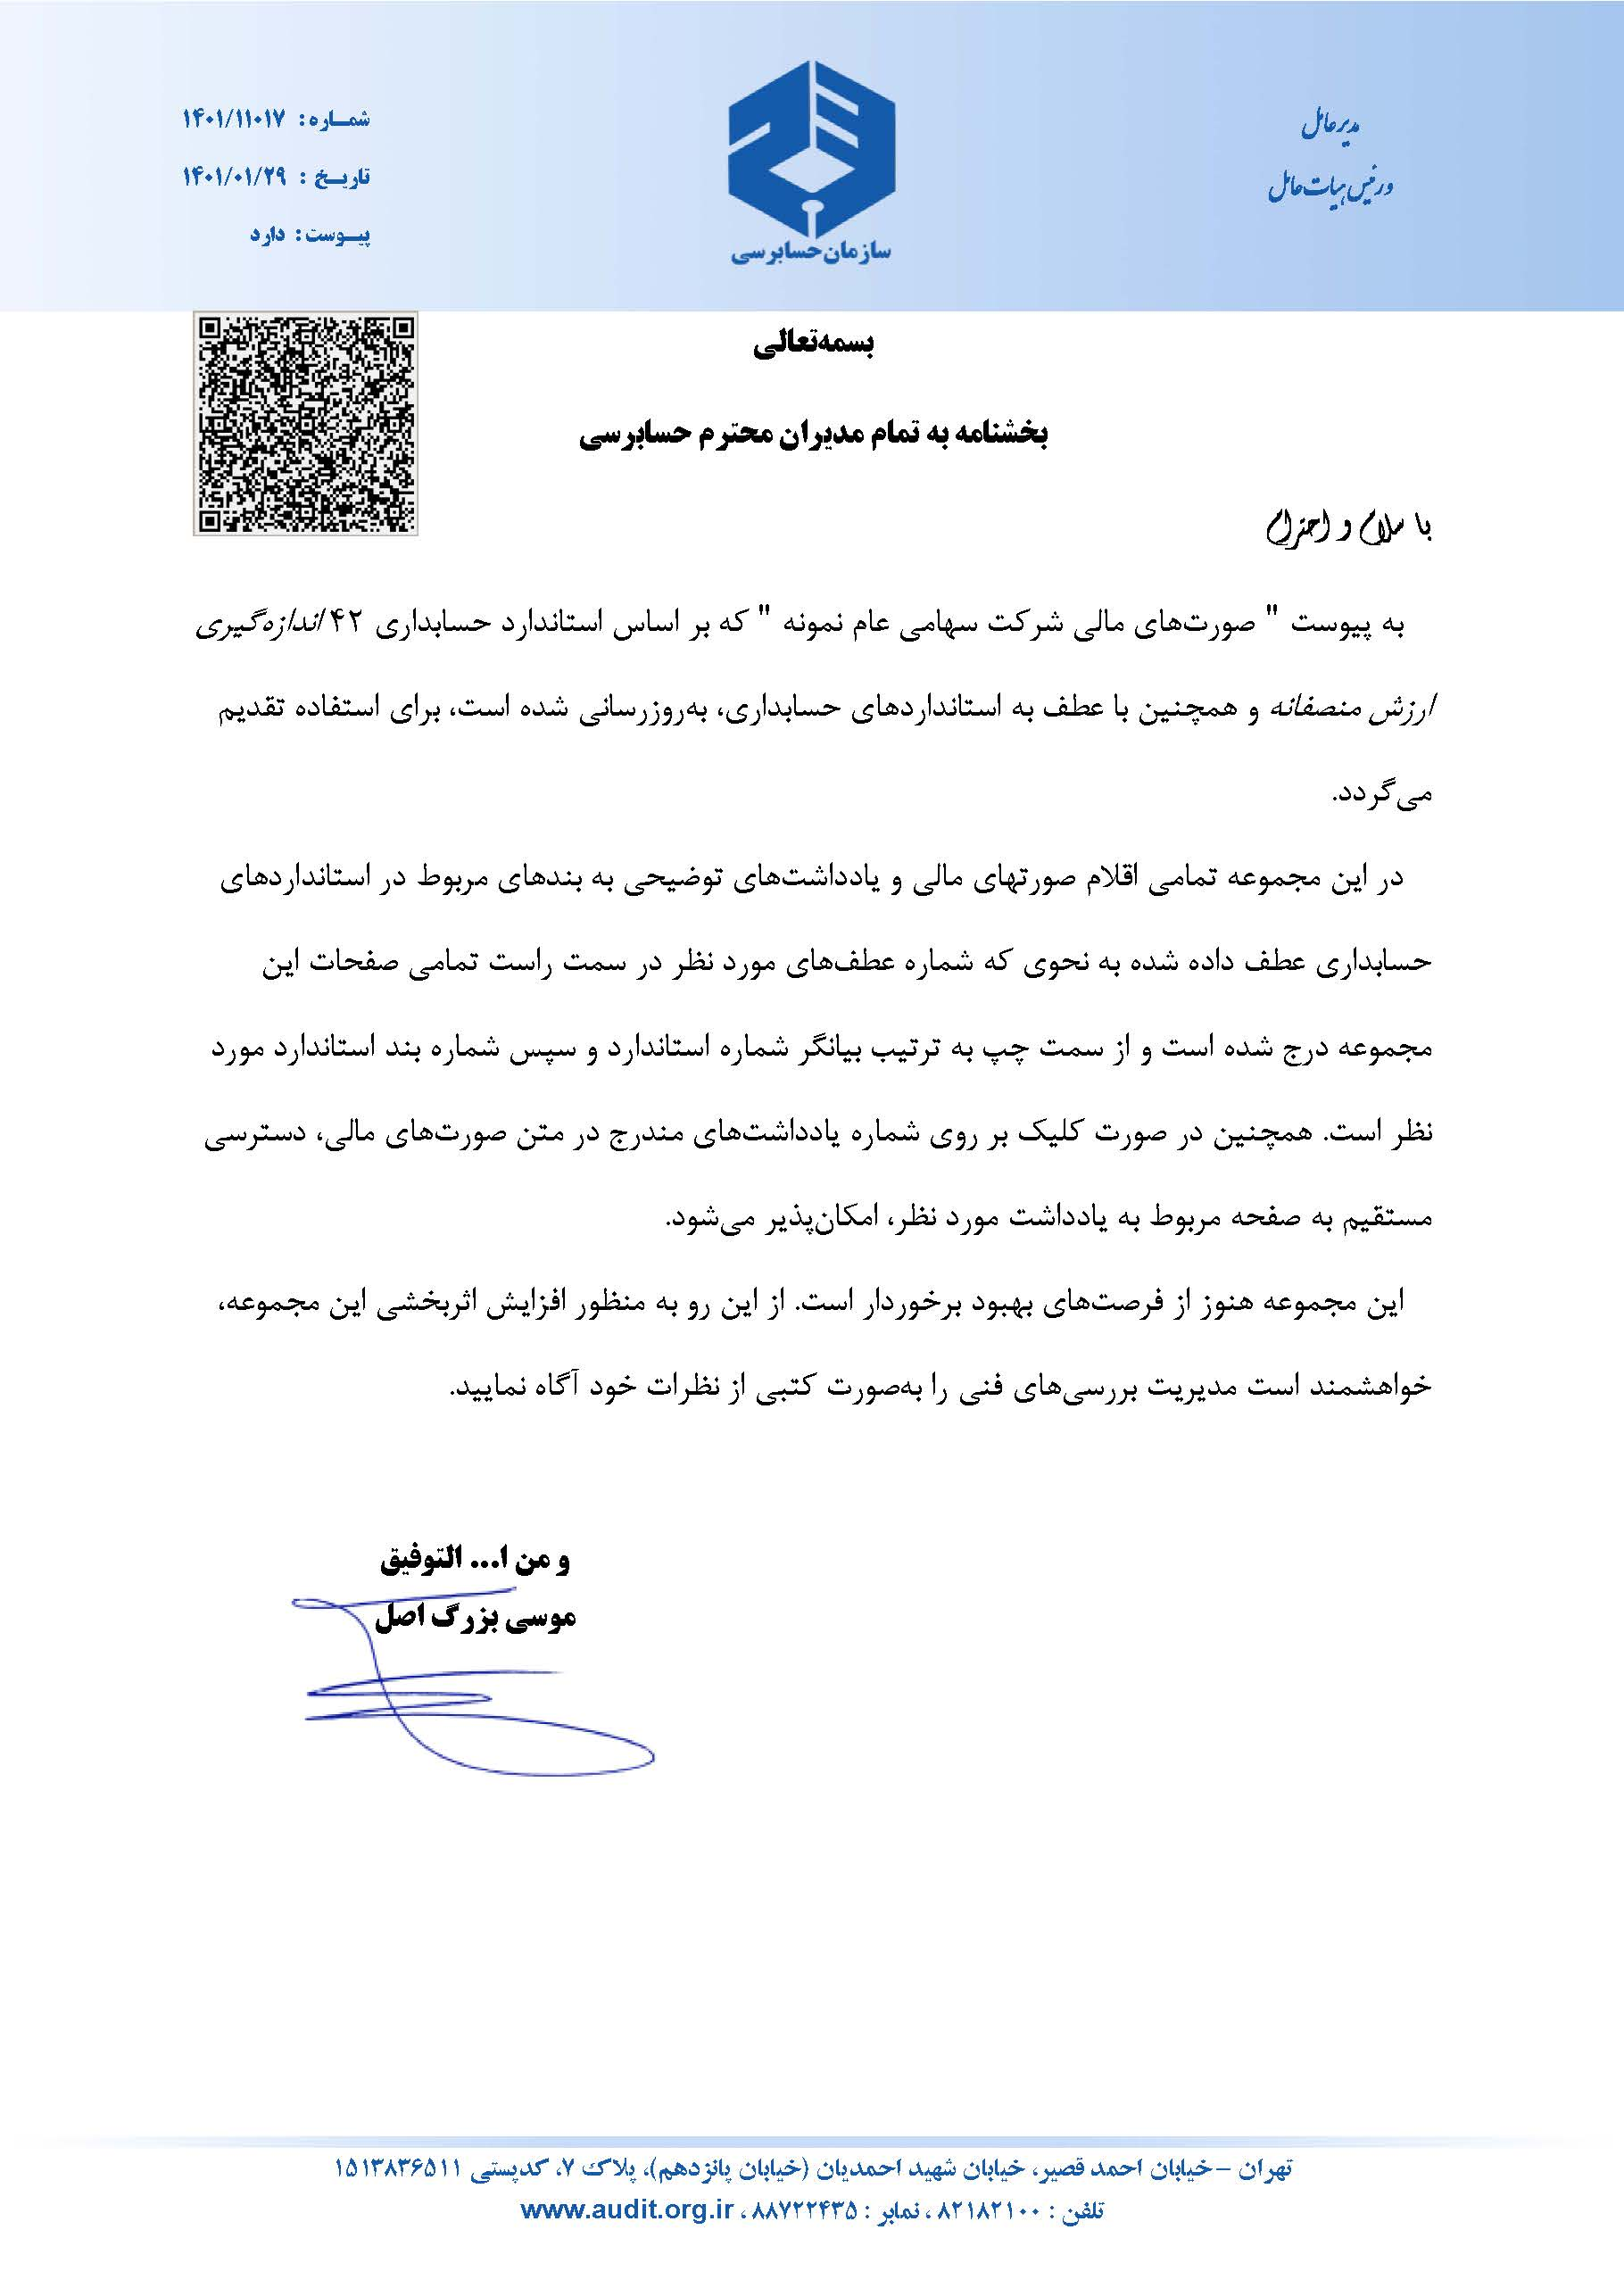 مدیرعامل
و رئیس هیات عامل
سازمان حسابرسی
شمــاره: ۱۴۰۱/۱۱۰۱۷
تاریــخ : ۱۴۰۱/۰۱/۲۹
پیــوست: دارد
بسمه‌تعالی
بخشنامه به تمام مدیران محترم حسابرسی
با سلام و احترام
به پیوست " صورت‌های مالی شرکت سهامی عام نمونه " که بر اساس استاندارد حسابداری ۴۲اندازه‌گیری
ارزش منصفانه و همچنین با عطف به استانداردهای حسابداری، به‌روزرسانی شده است، برای استفاده تقدیم
می‌گردد.
در این مجموعه تمامی اقلام صورتهای مالی و یادداشت‌های توضیحی به بندهای مربوط در استانداردهای
حسابداری عطف داده شده به نحوی که شماره عطف‌های مورد نظر در سمت راست تمامی صفحات این
مجموعه درج شده است و از سمت چپ به ترتیب بیانگر شماره استاندارد و سپس شماره بند استاندارد مورد
نظر است. همچنین در صورت کلیک بر روی شماره یادداشت‌های مندرج در متن صورت‌های مالی، دسترسی
مستقیم به صفحه مربوط به یادداشت مورد نظر، امکان‌پذیر می‌شود.
این مجموعه هنوز از فرصت‌های بهبود برخوردار است. از این رو به منظور افزایش اثربخشی این مجموعه،
خواهشمند است مدیریت بررسی‌های فنی را به‌صورت کتبی از نظرات خود آگاه نمایید.
و من ا... التوفیق
موسی بزرگ اصل
تهران – خیابان احمد قصیر، خیابان شهید احمدیان (خیابان پانزدهم)، پلاک ۷، کدپستی ۱۵۱۳۸۳۶۵۱۱
تلفن : ۸۲۱۸۲۱۰۰ ، نمابر : ۸۸۷۲۲۴۳۵ ، www.audit.org.ir